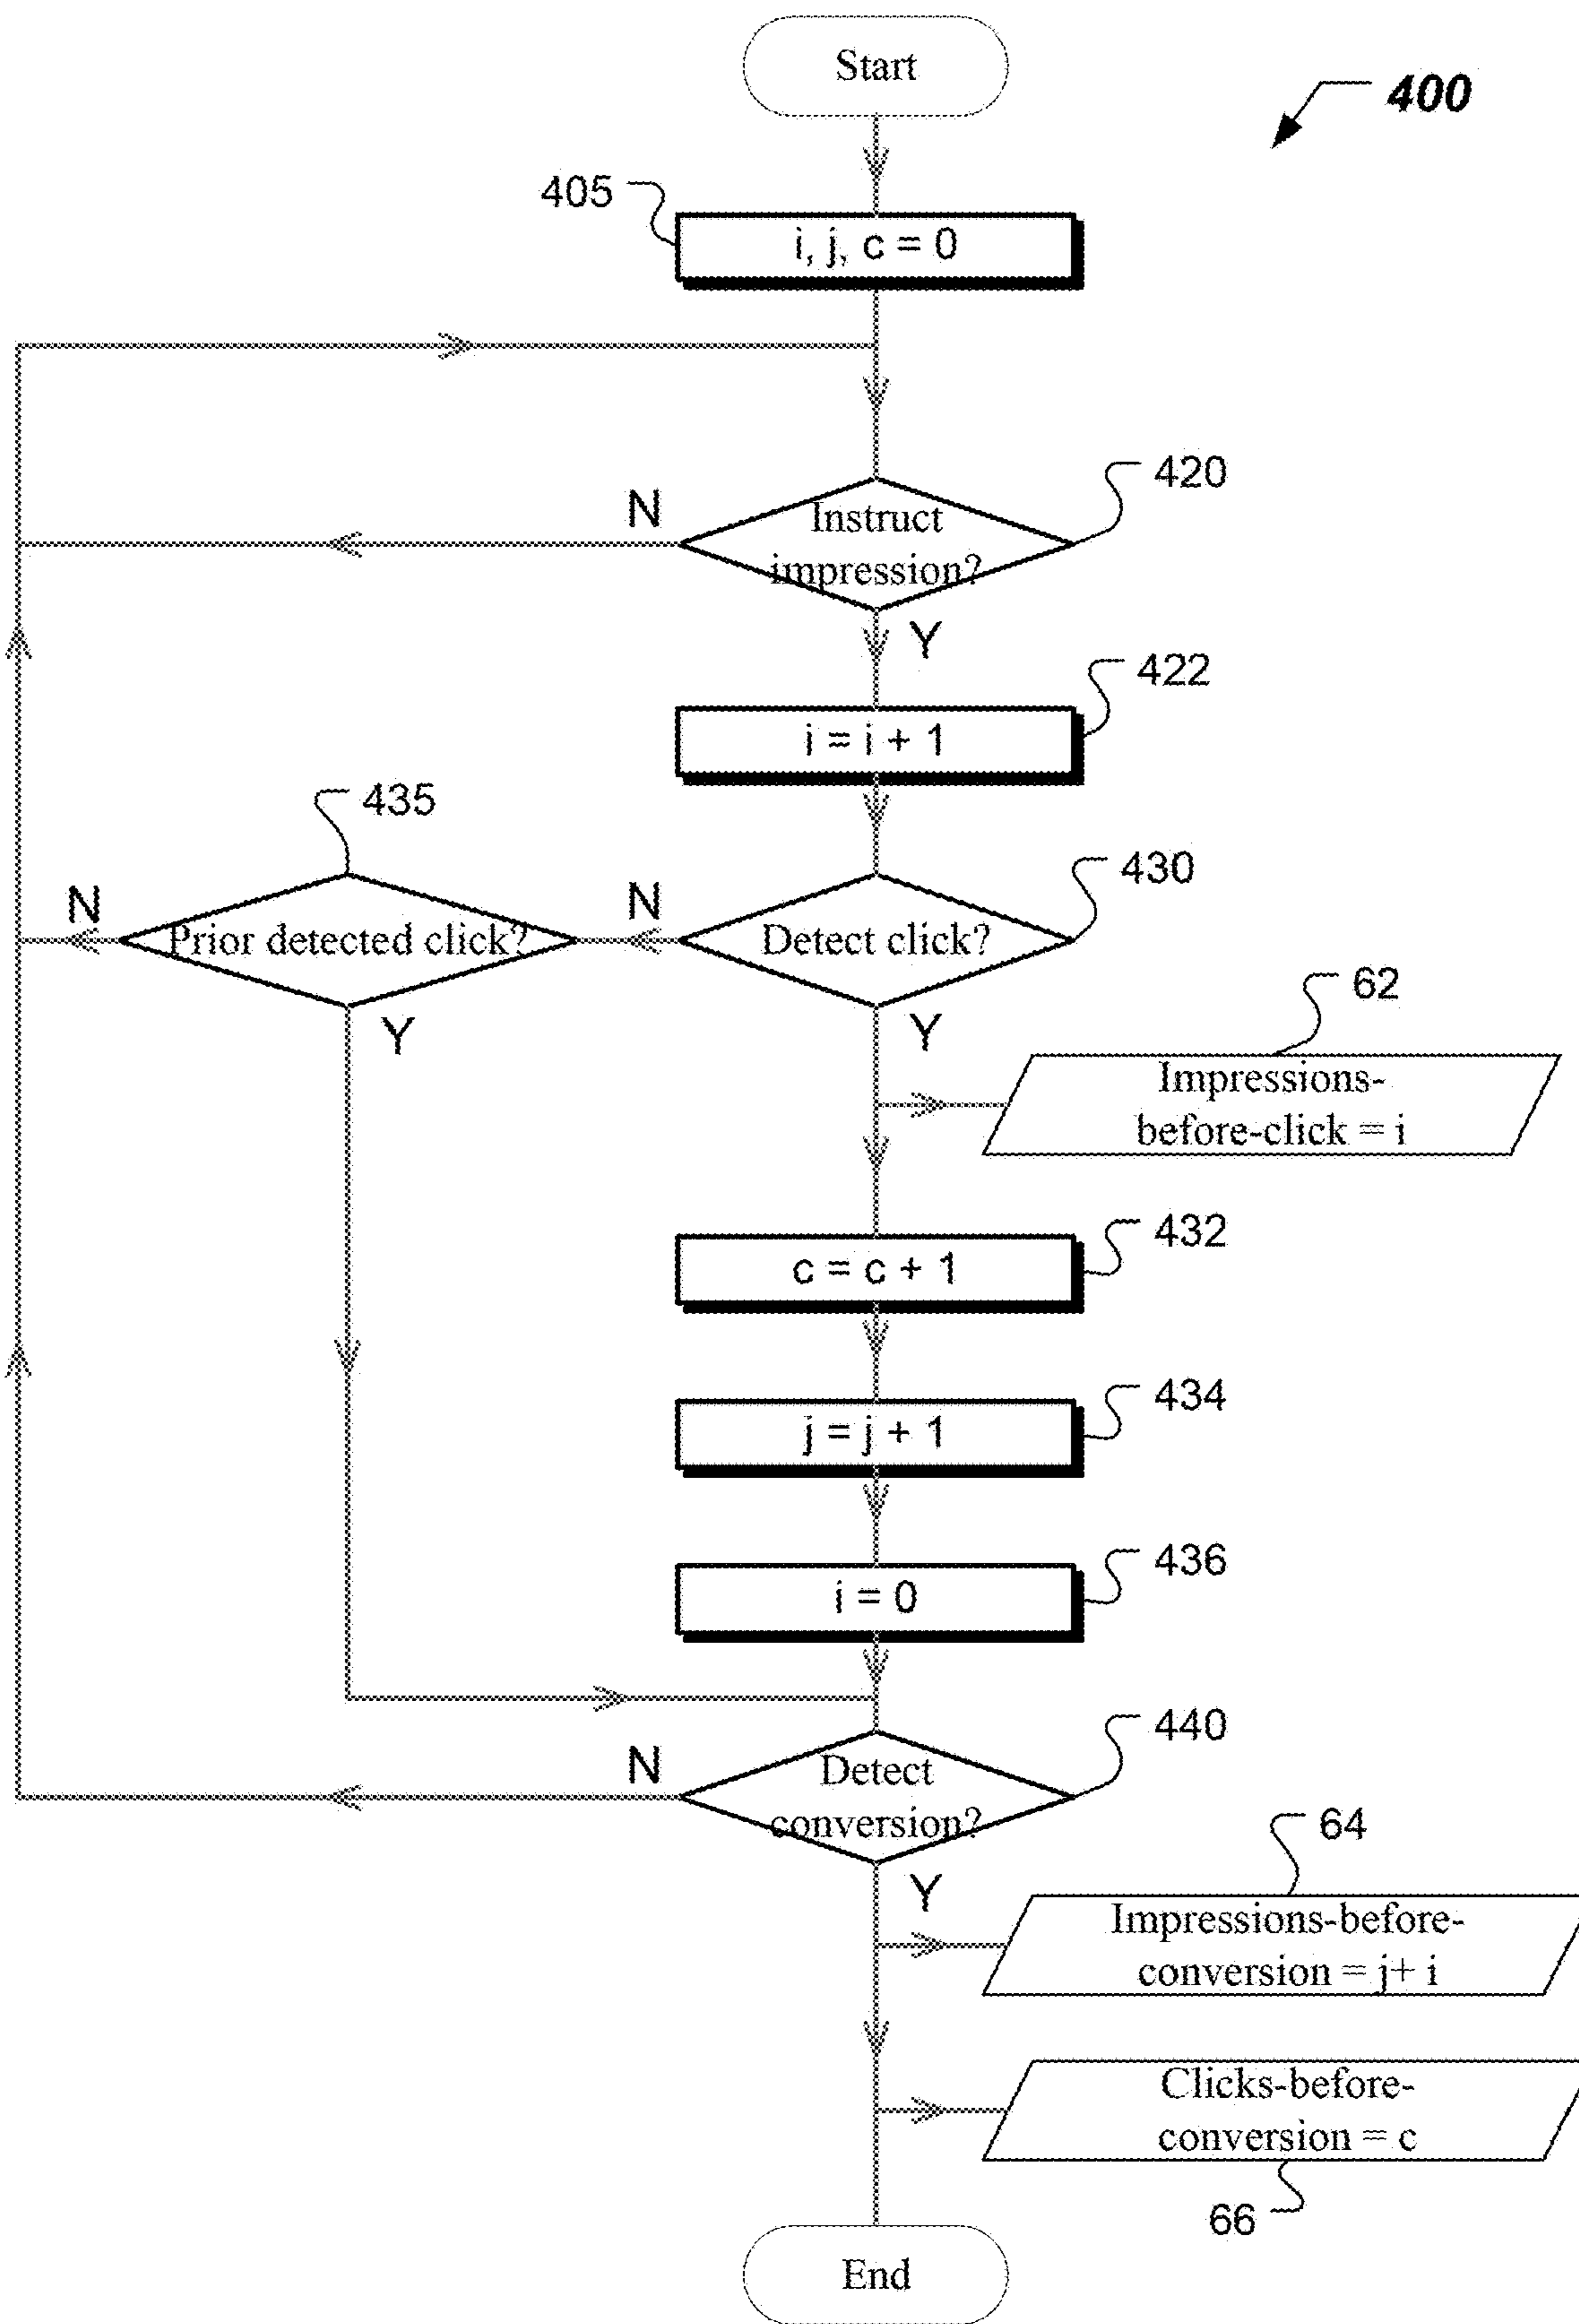 Start
400
405
i, j, c = 0
N
420
Instruct
impression?
Y
422
i = i + 1
435
430
N
Prior detected click?
N
Detect click?
Y
Y
62
Impressions-
before-click = i
432
c = c + 1
434
j = j + 1
436
i = 0
440
N
Detect
conversion?
Y
64
Impressions-before-
conversion = j+ i
Clicks-before-
conversion = c
66
End